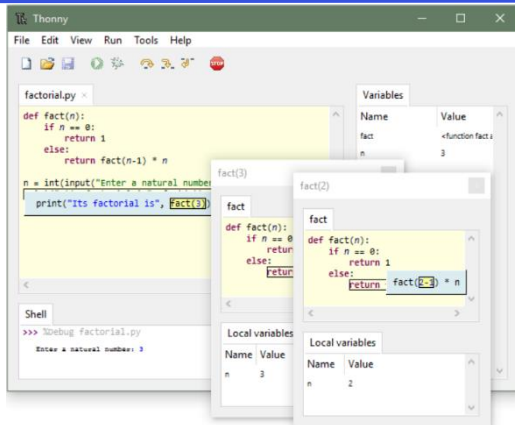 Thonny
File Edit View Run Tools Help
factorial.py ×
def fact(n):
if n == 0:
return 1
else:
return fact(n-1) * n
n = int(input("Enter a natural number
print("Its factorial is", fact(3))
Shell
>>> %Debug factorial.py
Enter a natural number: 3
Variables
Name Value
fact <function fact a
n 3
fact(3)
fact
def fact(n):
if n == 0
retur
else:
retur
Local variables
Name Value
n 3
fact(2)
fact
def fact(n):
if n == 0:
return 1
else:
return fact(2-1) * n
Local variables
Name Value
n 2